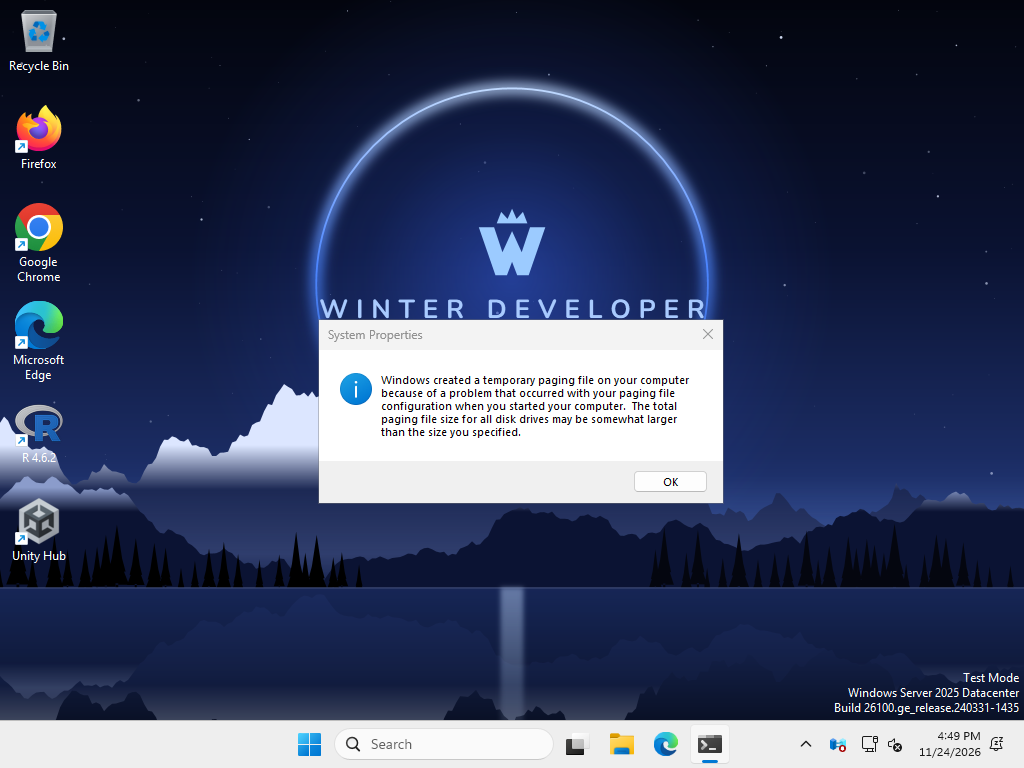 Recycle Bin
Firefox
Google
Chrome
Microsoft
Edge
R 4.6.2
Unity Hub
W
WINTER DEVELOPER
System Properties
Windows created a temporary paging file on your computer
because of a problem that occurred with your paging file
configuration when you started your computer.  The total
paging file size for all disk drives may be somewhat larger
than the size you specified.
OK
Test Mode
Windows Server 2025 Datacenter
Build 26100.ge_release.240331-1435
Search
4:49 PM
11/24/2026